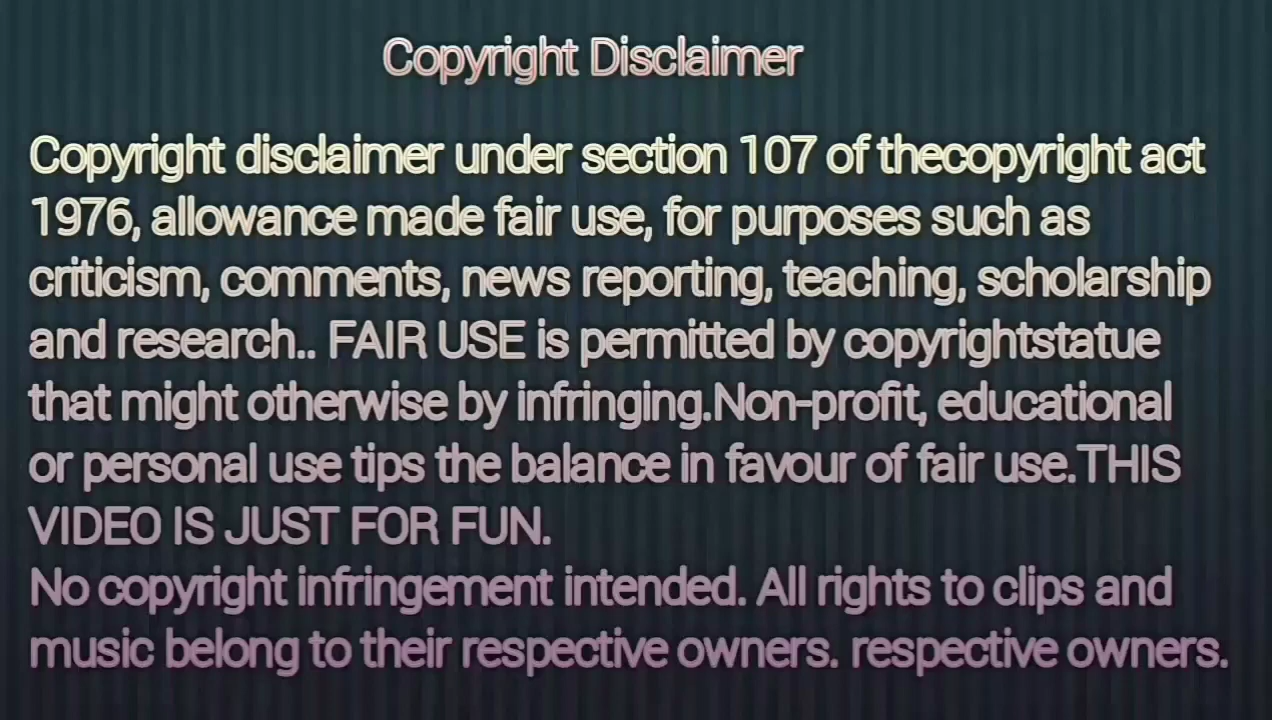 Copyright Disclaimer
Copyright disclaimer under section 107 of thecopyright act
1976, allowance made fair use, for purposes such as
criticism, comments, news reporting, teaching, scholarship
and research.. FAIR USE is permitted by copyrightstatue
that might otherwise by infringing.Non-profit, educational
or personal use tips the balance in favour of fair use.THIS
VIDEO IS JUST FOR FUN.
No copyright infringement intended. All rights to clips and
music belong to their respective owners. respective owners.